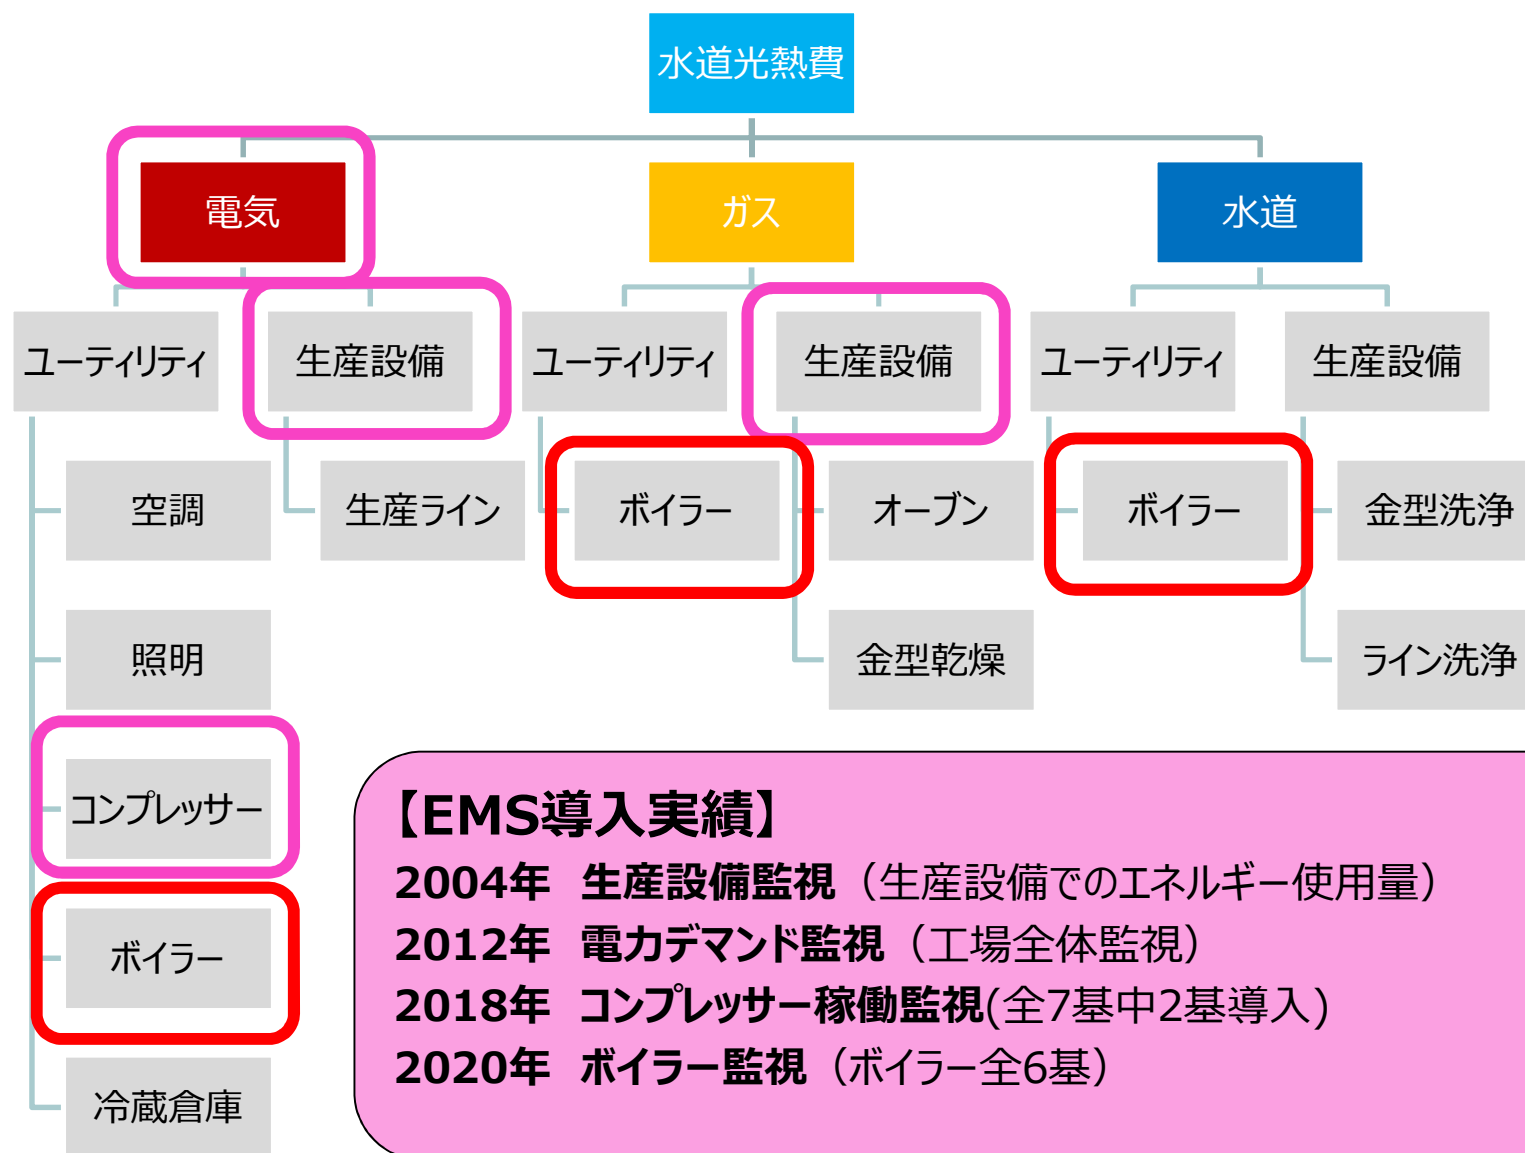 水道光熱費
電気
ガス
水道
ユーティリティ
生産設備
ユーティリティ
生産設備
ユーティリティ
生産設備
空調
生産ライン
ボイラー
オーブン
ボイラー
金型洗浄
照明
金型乾燥
ライン洗浄
コンプレッサー
ボイラー
冷蔵倉庫
【EMS導入実績】
2004年 生産設備監視（生産設備でのエネルギー使用量）
2012年 電力デマンド監視（工場全体監視）
2018年 コンプレッサー稼働監視(全7基中2基導入)
2020年 ボイラー監視（ボイラー全6基）